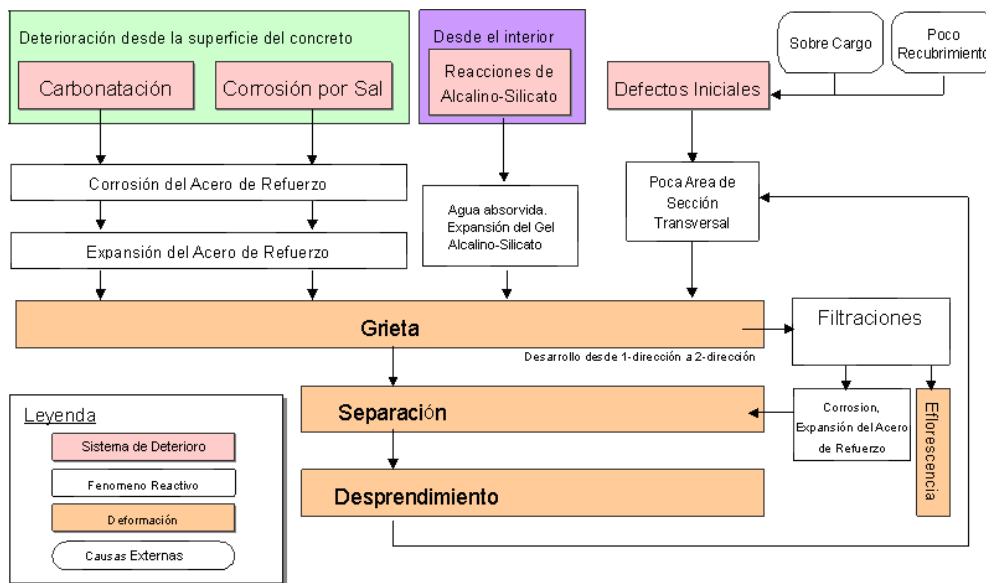 Deterioración desde la superficie del concreto
Carbonatación
Corrosión por Sal
Desde el interior
Reacciones de
Alcalino-Silicato
Sobre Cargo
Poco
Recubrimiento
Defectos Iniciales
Corrosión del Acero de Refuerzo
Expansión del Acero de Refuerzo
Agua absorvida.
Expansión del Gel
Alcalino-Silicato
Poca Area de
Sección
Transversal
Grieta
Desarrollo desde 1-dirección a 2-dirección
Filtraciones
Separación
Corrosion,
Expansión del Acero
de Refuerzo
Eflorescencia
Desprendimiento
Leyenda
Sistema de Deterioro
Fenomeno Reactivo
Deformación
Causas Externas